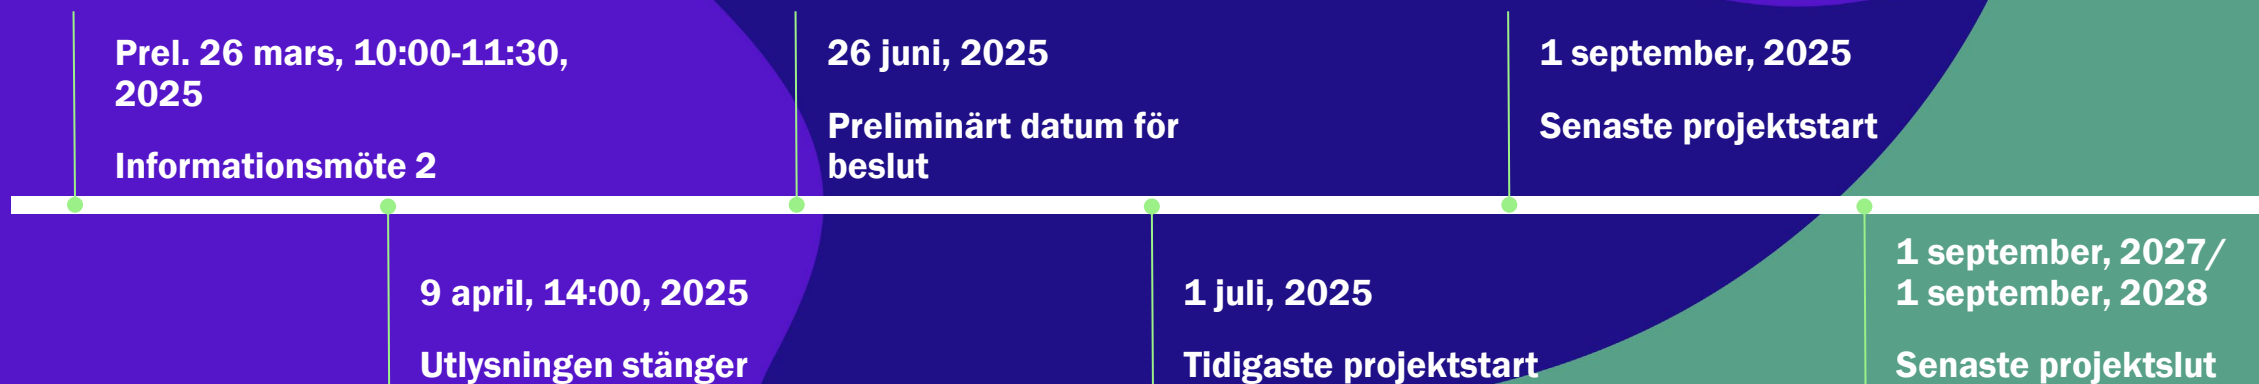 Prel. 26 mars, 10:00-11:30,
2025
Informationsmöte 2
9 april, 14:00, 2025
Utlysningen stänger
26 juni, 2025
Preliminärt datum för
beslut
1 juli, 2025
Tidigaste projektstart
1 september, 2025
Senaste projektstart
1 september, 2027/
1 september, 2028
Senaste projektslut